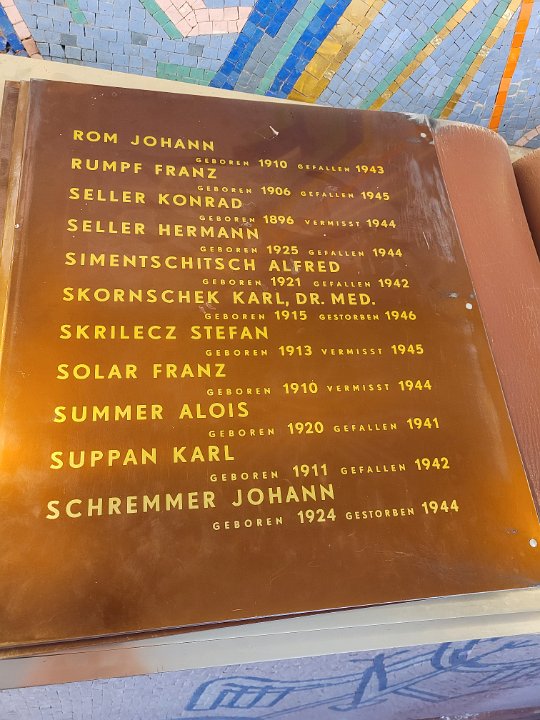 ROM JOHANN
GEBOREN 1910 GEFALLEN 1943
RUMPF FRANZ
GEBOREN 1906 GEFALLEN 1945
SELLER KONRAD
GEBOREN 1896 VERMISST 1944
SELLER HERMANN
GEBOREN 1925 GEFALLEN 1944
SIMENTSCHITSCH ALFRED
GEBOREN 1921 GEFALLEN 1942
SKORNSCHEK KARL, DR. MED.
GEBOREN 1915 GESTORBEN 1946
SKRILECZ STEFAN
GEBOREN 1913 VERMISST 1945
SOLAR FRANZ
GEBOREN 1910 VERMISST 1944
SUMMER ALOIS
GEBOREN 1920 GEFALLEN 1941
SUPPAN KARL
GEBOREN 1911 GEFALLEN 1942
SCHREMMER JOHANN
GEBOREN 1924 GESTORBEN 1944